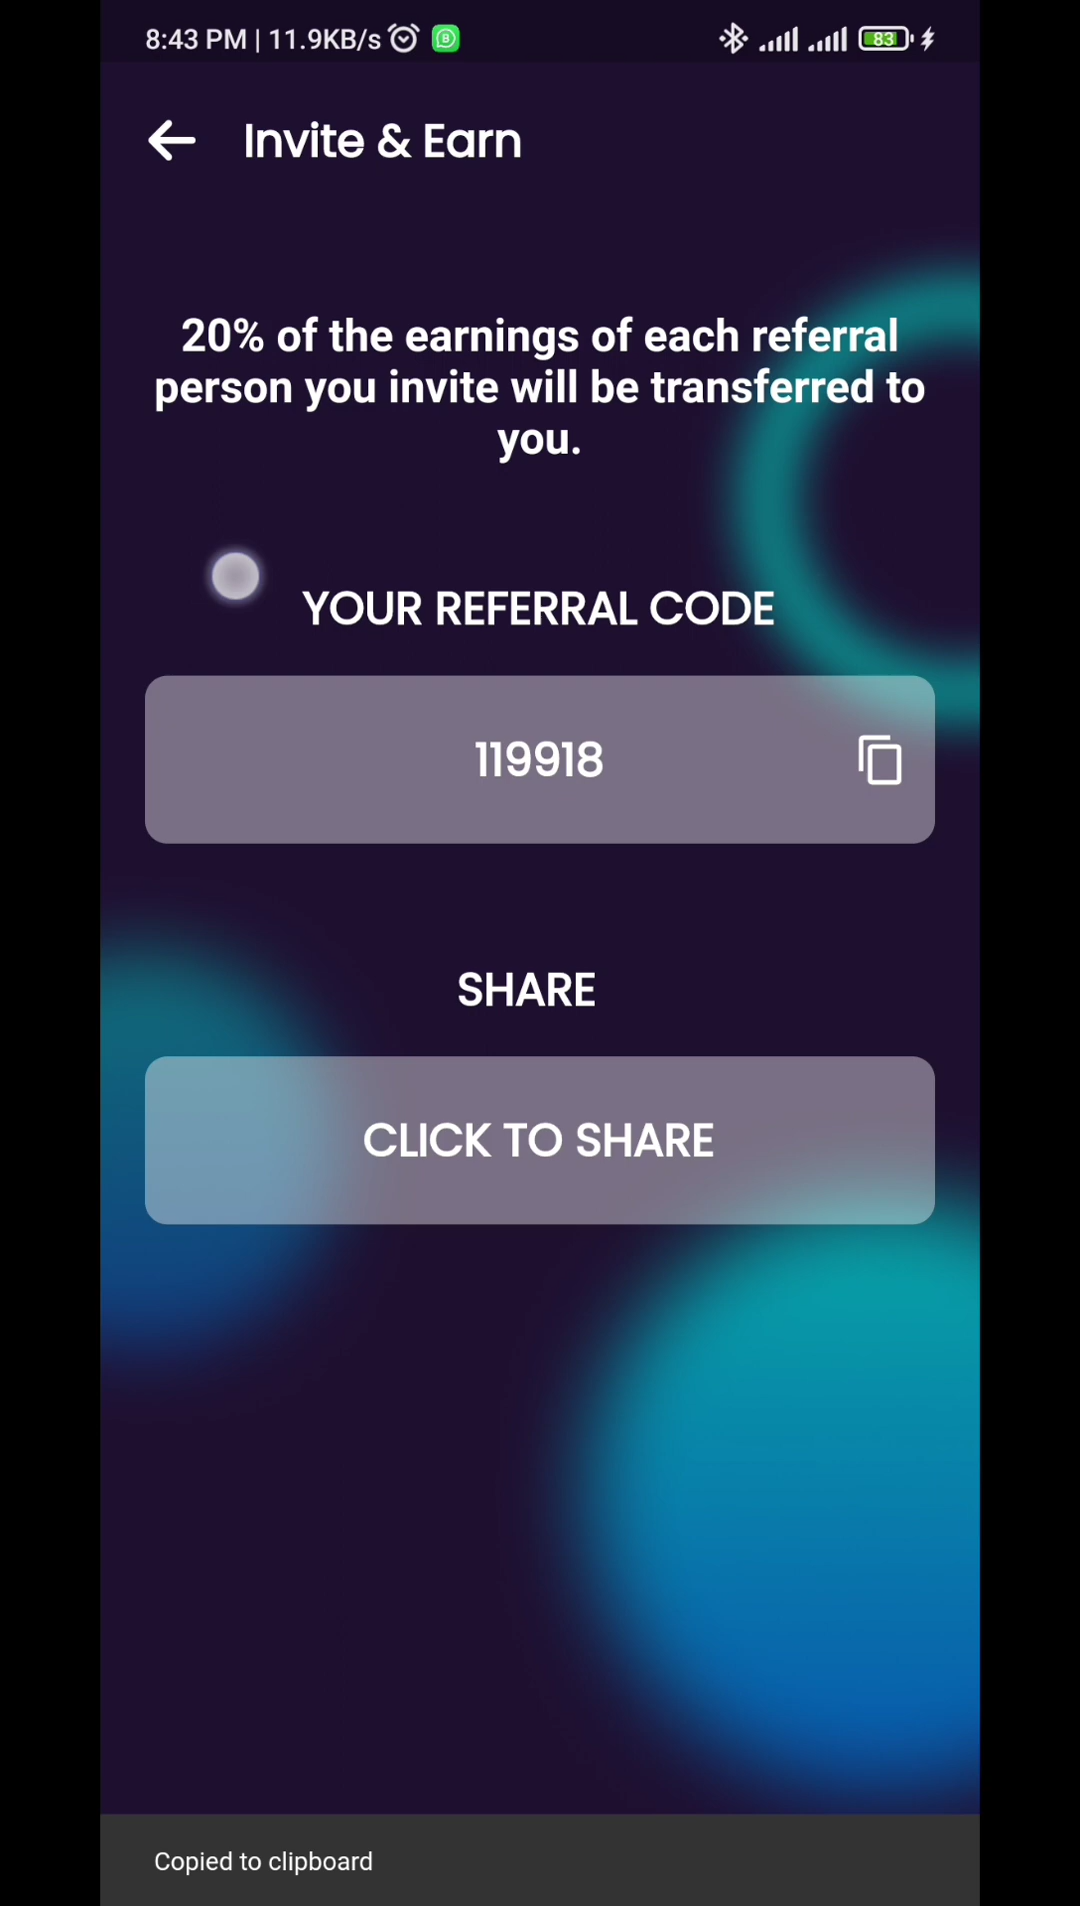 8:43 PM | 11.9KB/s
83
Invite & Earn
20% of the earnings of each referral
person you invite will be transferred to
you.
YOUR REFERRAL CODE
119918
SHARE
CLICK TO SHARE
Copied to clipboard